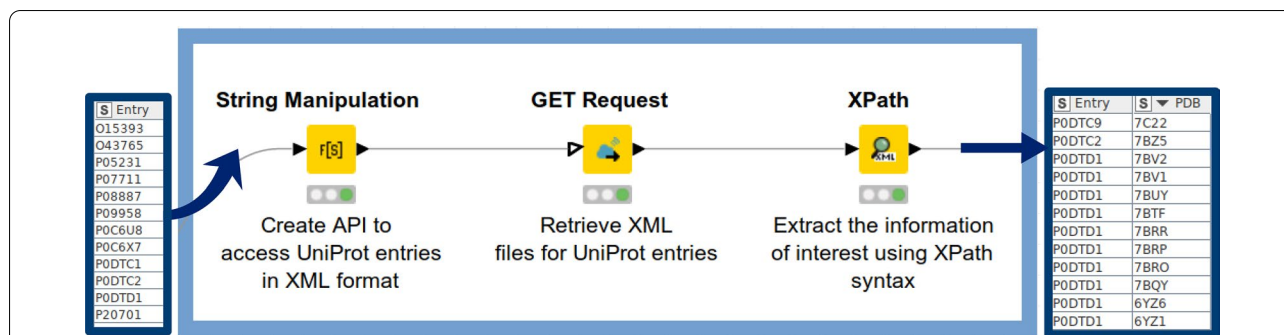 S Entry
O15393
O43765
P05231
P07711
P08887
P09958
P0C6U8
P0C6X7
P0DTC1
P0DTC2
P0DTD1
P20701
String Manipulation
F[S]
Create API to
access UniProt entries
in XML format
GET Request
Retrieve XML
files for UniProt entries
XPath
XML
Extract the information
of interest using XPath
syntax
S Entry S PDB
P0DTC9 7C22
P0DTC2 7BZ5
P0DTD1 7BV2
P0DTD1 7BV1
P0DTD1 7BUY
P0DTD1 7BTF
P0DTD1 7BRR
P0DTD1 7BRP
P0DTD1 7BRO
P0DTD1 7BQY
P0DTD1 6YZ6
P0DTD1 6YZ1